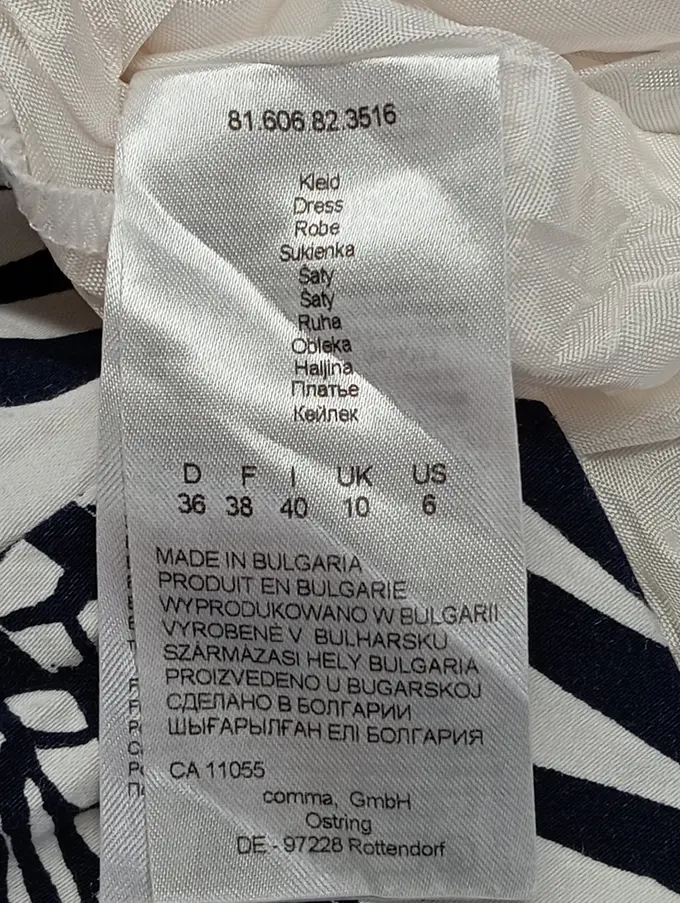 81.606.82.3516
Kleid
Dress
Robe
Sukienka
Šaty
Šaty
Ruha
Obleka
Haljina
Платье
Көйлек
D F I UK US
36 38 40 10 6
MADE IN BULGARIA
PRODUIT EN BULGARIE
WYPRODUKOWANO W BULGARII
VYROBENÉ V BULHARSKU
SZÁRMAZÁSI HELY BULGARIA
PROIZVEDENO U BUGARSKOJ
СДЕЛАНО В БОЛГАРИИ
ШЫҒАРЫЛҒАН ЕЛІ БОЛГАРИЯ
CA 11055
comma, GmbH
Ostring
DE - 97228 Rottendorf